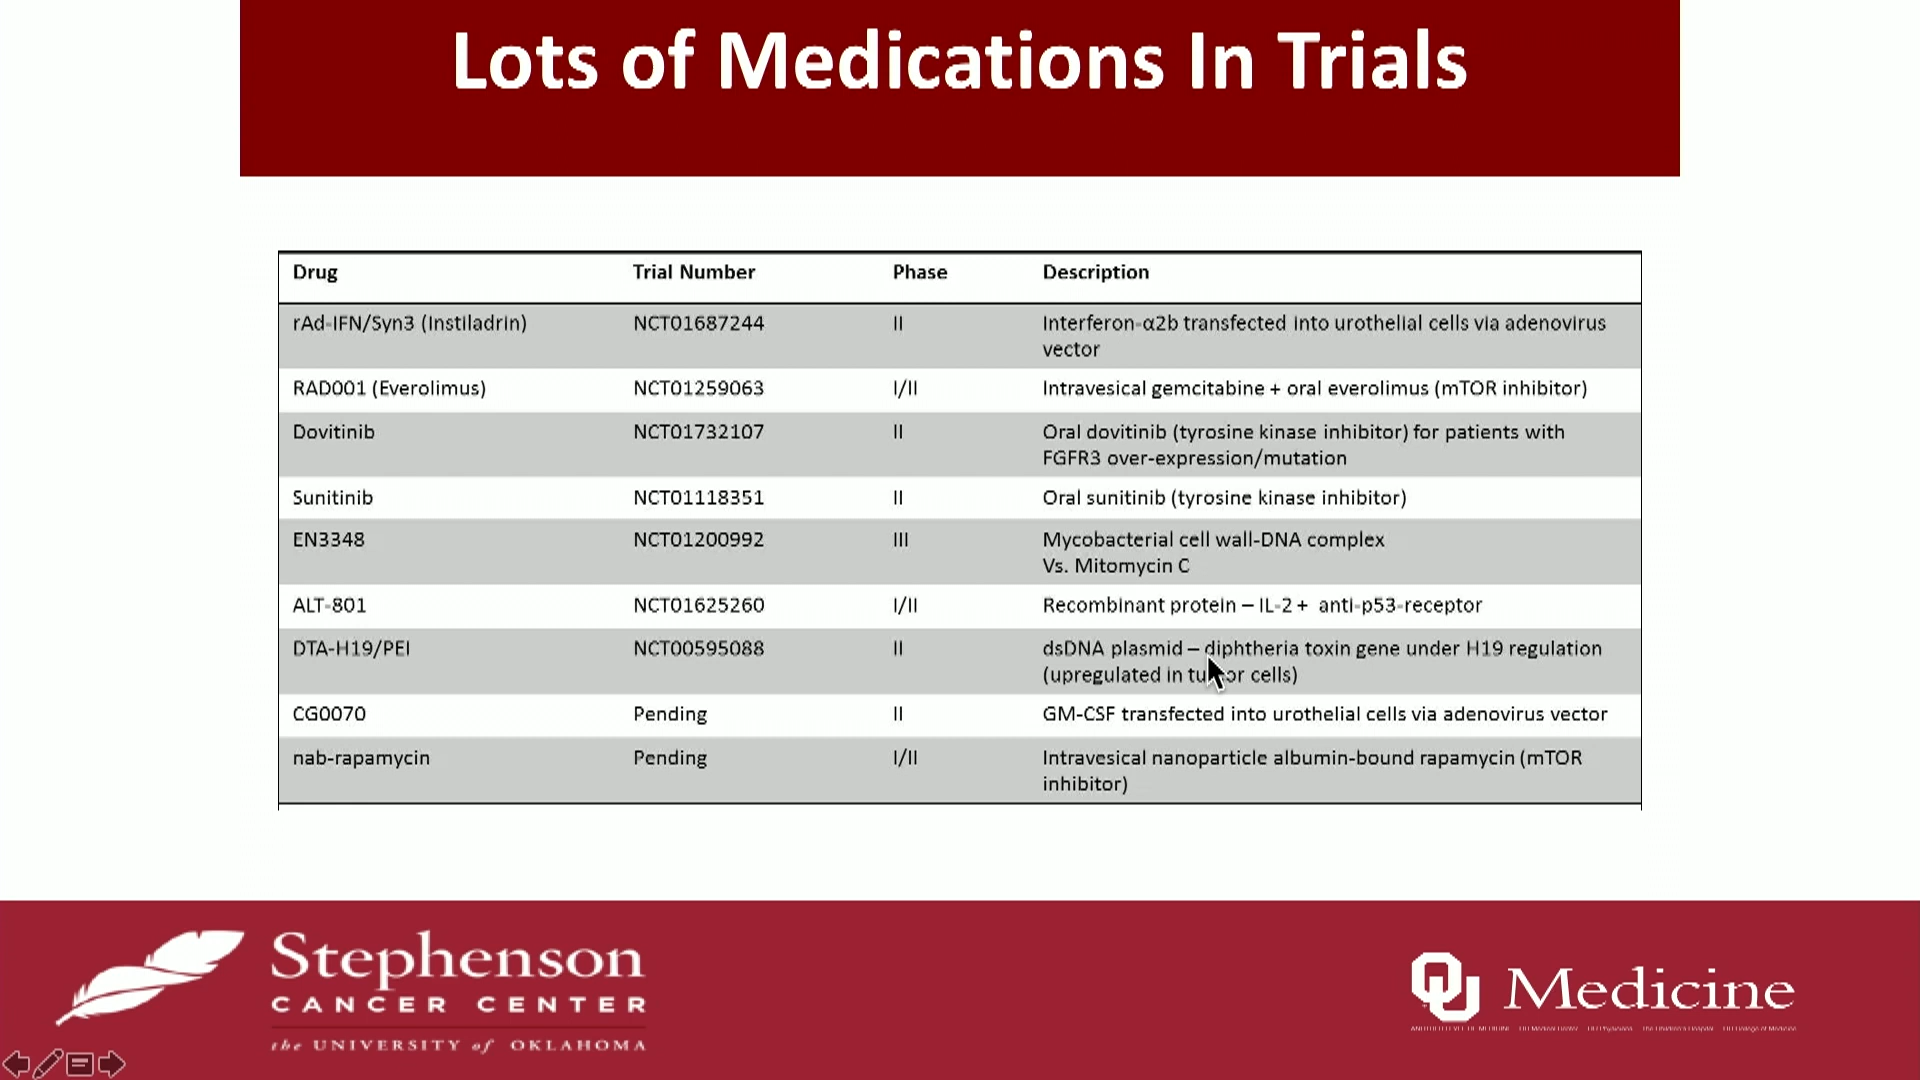 Lots of Medications In Trials
Drug Trial Number Phase Description
rAd-IFN/Syn3 (Instiladrin) NCT01687244 II Interferon-α2b transfected into urothelial cells via adenovirus
vector
RAD001 (Everolimus) NCT01259063 I/II Intravesical gemcitabine + oral everolimus (mTOR inhibitor)
Dovitinib NCT01732107 II Oral dovitinib (tyrosine kinase inhibitor) for patients with
FGFR3 over-expression/mutation
Sunitinib NCT01118351 II Oral sunitinib (tyrosine kinase inhibitor)
EN3348 NCT01200992 III Mycobacterial cell wall-DNA complex
Vs. Mitomycin C
ALT-801 NCT01625260 I/II Recombinant protein – IL-2 + anti-p53-receptor
DTA-H19/PEI NCT00595088 II dsDNA plasmid – diphtheria toxin gene under H19 regulation
(upregulated in tumor cells)
CG0070 Pending II GM-CSF transfected into urothelial cells via adenovirus vector
nab-rapamycin Pending I/II Intravesical nanoparticle albumin-bound rapamycin (mTOR
inhibitor)
Stephenson
CANCER CENTER
the UNIVERSITY of OKLAHOMA
OU Medicine